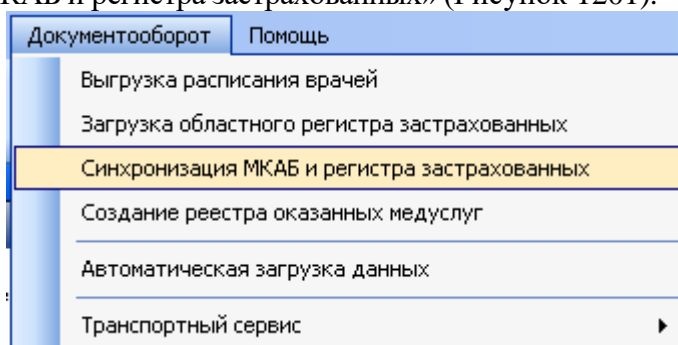 КАБ и регистра застрахованных» (Рисунок 1261).
Документооборот Помощь
Выгрузка расписания врачей
Загрузка областного регистра застрахованных
Синхронизация МКАБ и регистра застрахованных
Создание реестра оказанных медуслуг
Автоматическая загрузка данных
Транспортный сервис